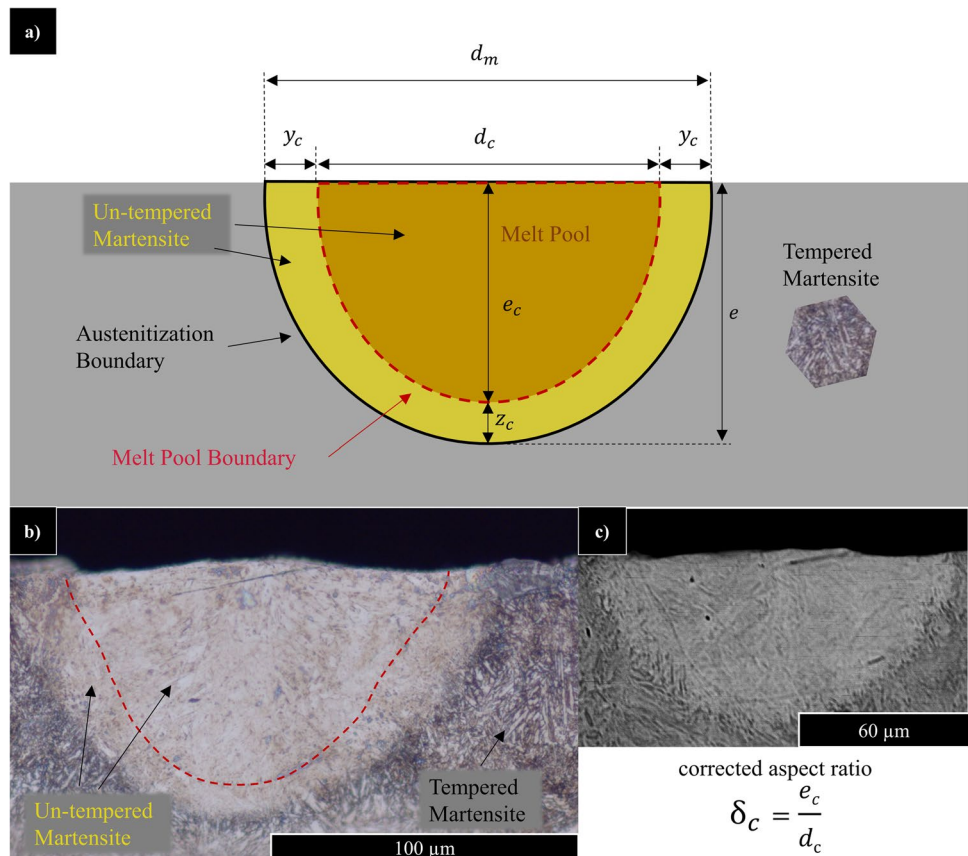 a)
d_m
y_c
d_c
y_c
Un-tempered
Martensite
Melt Pool
Tempered
Martensite
e_c
e
Austenitization
Boundary
z_c
Melt Pool Boundary
b)
c)
60 µm
Tempered
Martensite
Un-tempered
Martensite
100 µm
corrected aspect ratio
δ_c = e_c / d_c